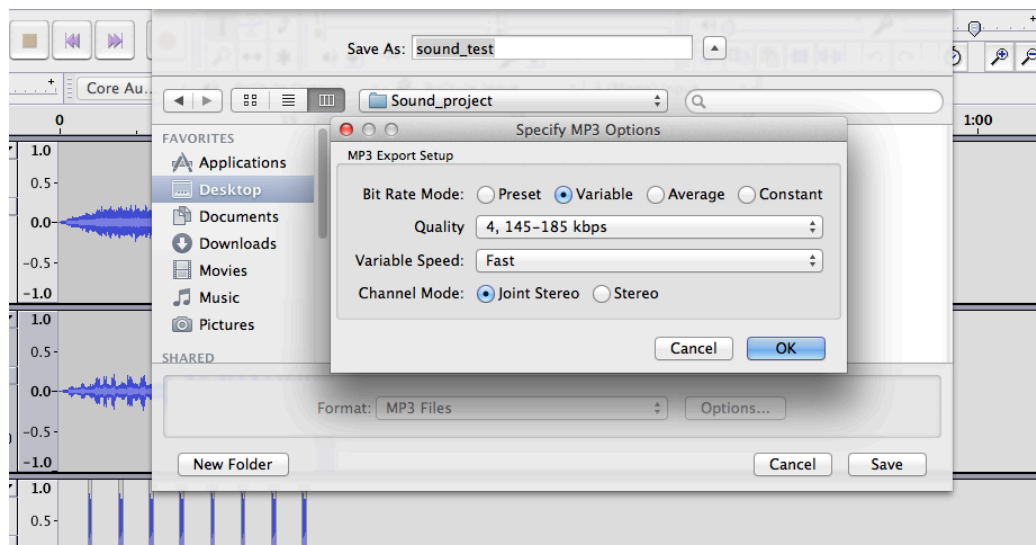 Save As: sound_test
Core Au...
Sound_project
0
1:00
FAVORITES
Applications
Desktop
Documents
Downloads
Movies
Music
Pictures
SHARED
Specify MP3 Options
MP3 Export Setup
Bit Rate Mode: Preset Variable Average Constant
Quality 4, 145-185 kbps
Variable Speed: Fast
Channel Mode: Joint Stereo Stereo
Cancel OK
Format: MP3 Files Options...
New Folder Cancel Save
1.0
0.5-
0.0-
-0.5-
-1.0
1.0
0.5-
0.0-
-0.5-
-1.0
1.0
0.5-